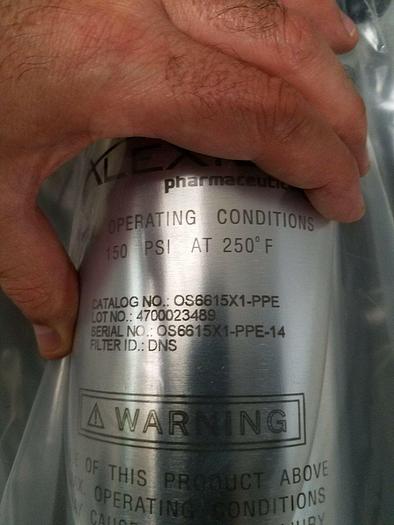 pharmaceutic
OPERATING CONDITIONS
150 PSI AT 250°F
CATALOG NO.: OS6615X1-PPE
LOT NO.: 4700023489
SERIAL NO.: OS6615X1-PPE-14
FILTER ID.: DNS
WARNING
OF THIS PRODUCT ABOVE
OPERATING CONDITIONS